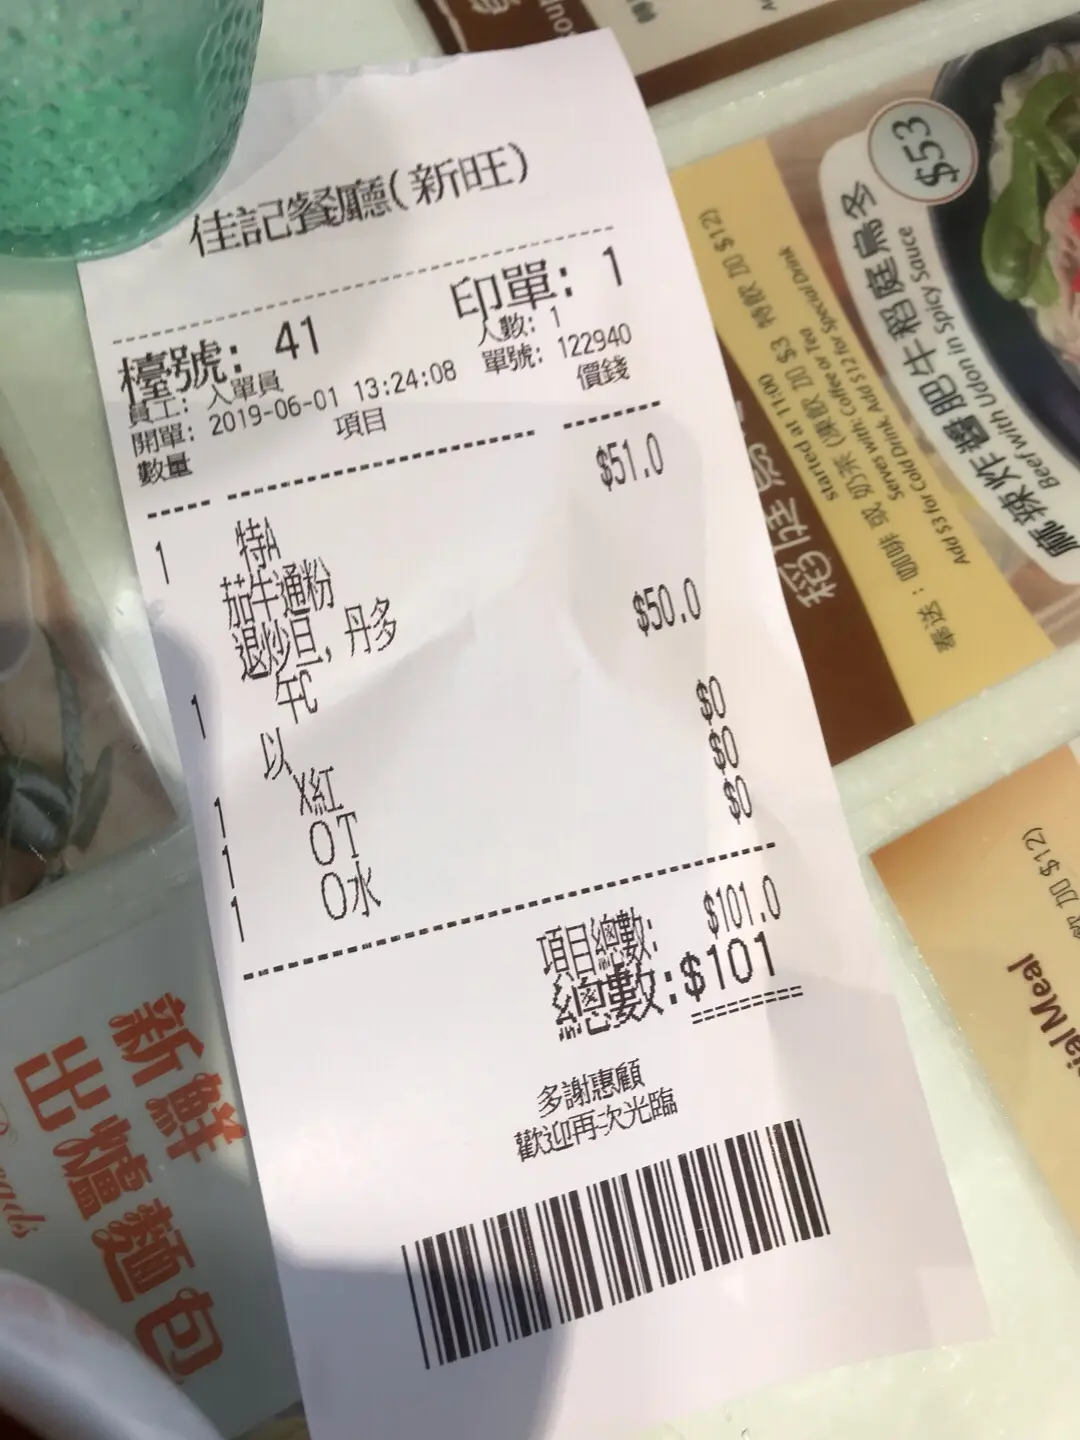 佳記餐廳(新旺)
印單: 1
檯號: 41
人數: 1
員工: 入單員
單號: 122940
開單: 2019-06-01 13:24:08
數量 項目 價錢
1 特A $51.0
茄牛通粉
退炒旦, 丹多
1 午C $50.0
以
1 X紅 $0
1 OT $0
1 O水 $0
項目總數: $101.0
總數:$101
多謝惠顧
歡迎再次光臨
$53
麻辣炸醬肥牛稻庭烏冬
Beef with Udon in Spicy Sauce
started at 11:00
奉送:咖啡 或 奶茶 (凍飲 加 $3 特飲 加 $12)
Serves with: Coffee or Tea
Add $3 for Cold Drink, Add $12 for Special Drink
加 $12)
Meal
新鮮
出爐麵包